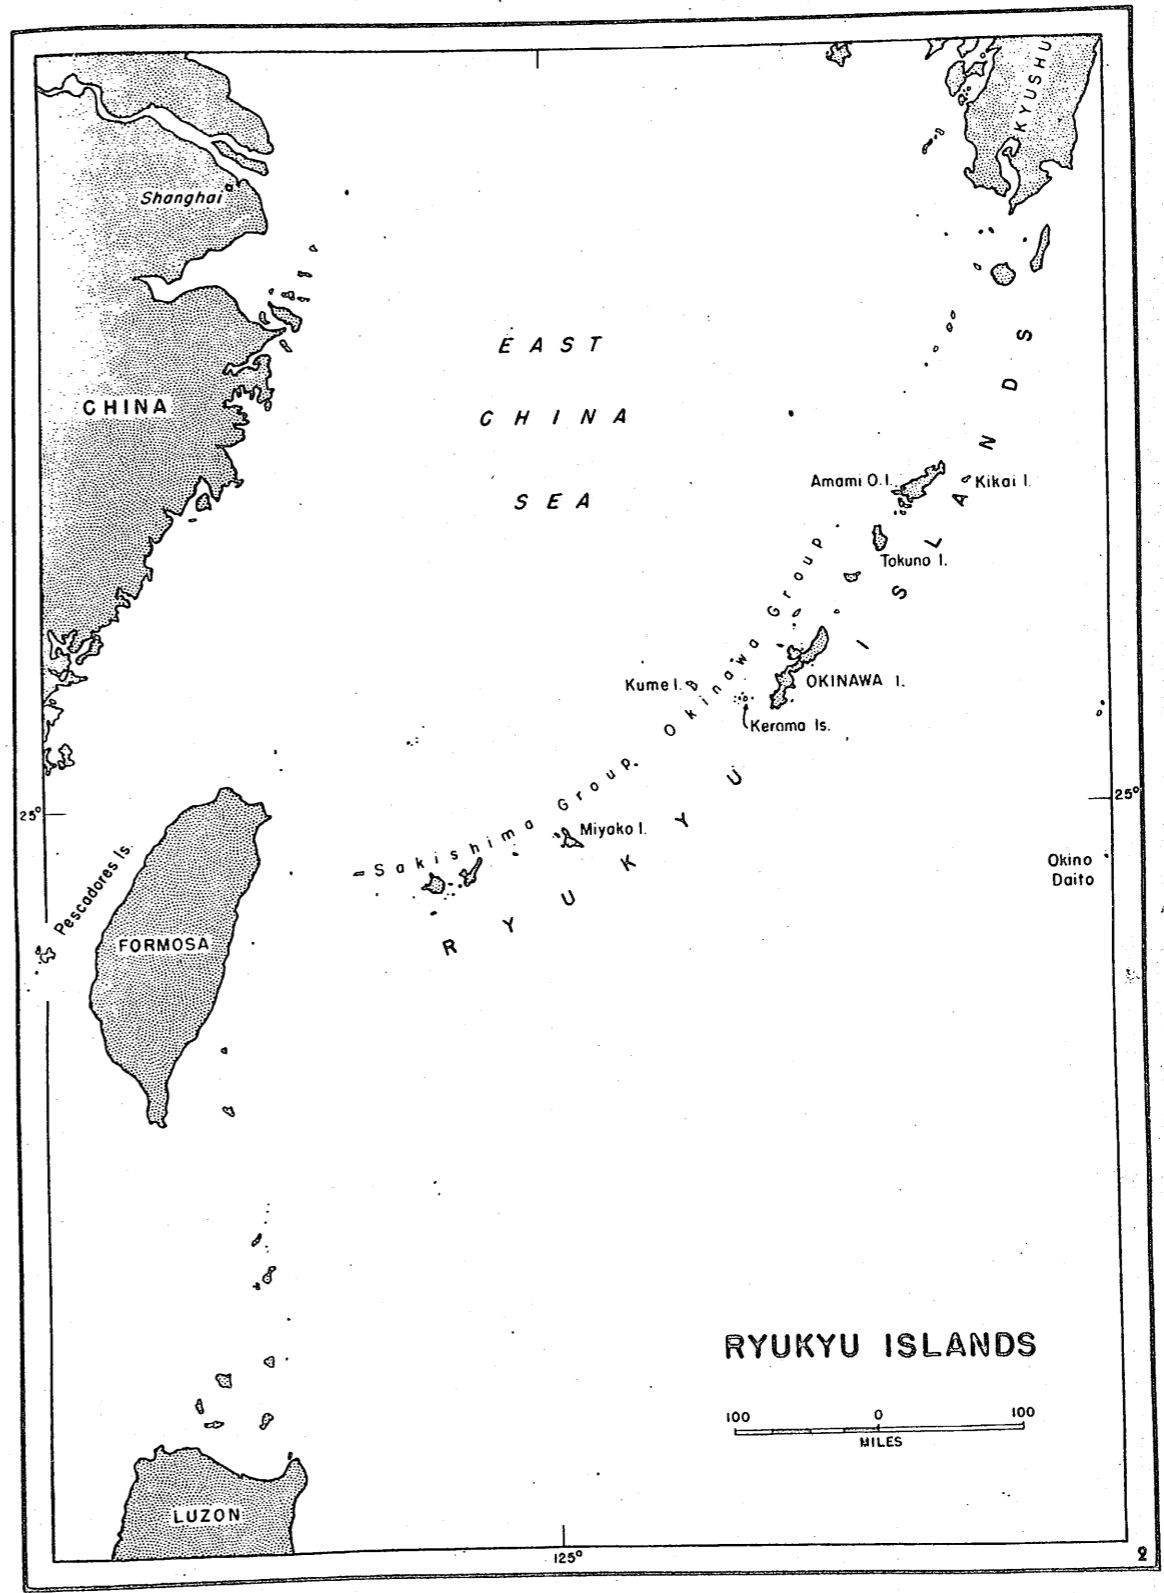 KYUSHU
Shanghai
EAST
CHINA
SEA
CHINA
Amami O.I.
Kikai I.
Tokuno I.
Okinawa Group
Kume I.
OKINAWA I.
Kerama Is.
RYUKYU ISLANDS
25°
25°
Sakishima Group
Miyako I.
Okino
Daito
Pescadores Is.
FORMOSA
RYUKYU ISLANDS
100 0 100
MILES
LUZON
125°
2